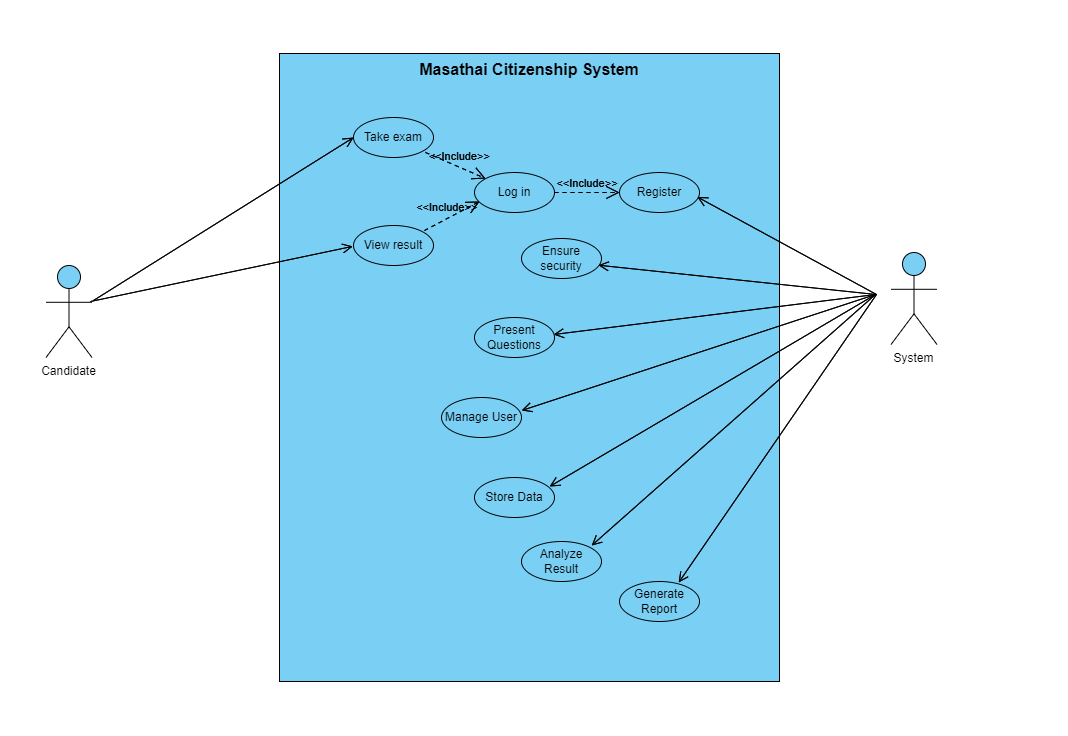 Masathai Citizenship System
Take exam
<<Include>>
Log in
<<Include>>
Register
<<Include>>
View result
Ensure
security
Present
Questions
Manage User
Store Data
Analyze
Result
Generate
Report
Candidate
System